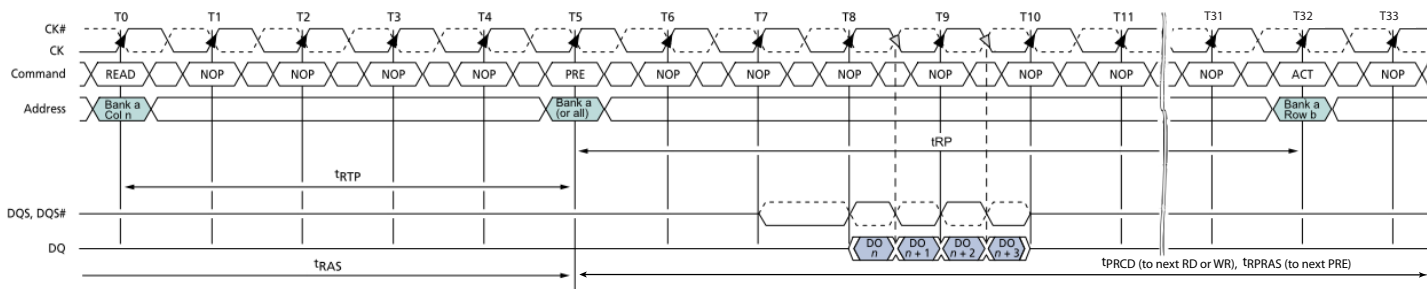 T0 T1 T2 T3 T4 T5 T6 T7 T8 T9 T10 T11 T31 T32 T33
CK#
CK
Command READ NOP NOP NOP NOP PRE NOP NOP NOP NOP NOP NOP NOP ACT NOP
Address Bank a Col n Bank a (or all) Bank a Row b
tRP
tRTP
DQS, DQS#
DQ DO n DO n + 1 DO n + 2 DO n + 3
tRAS tPRCD (to next RD or WR), tRPRAS (to next PRE)